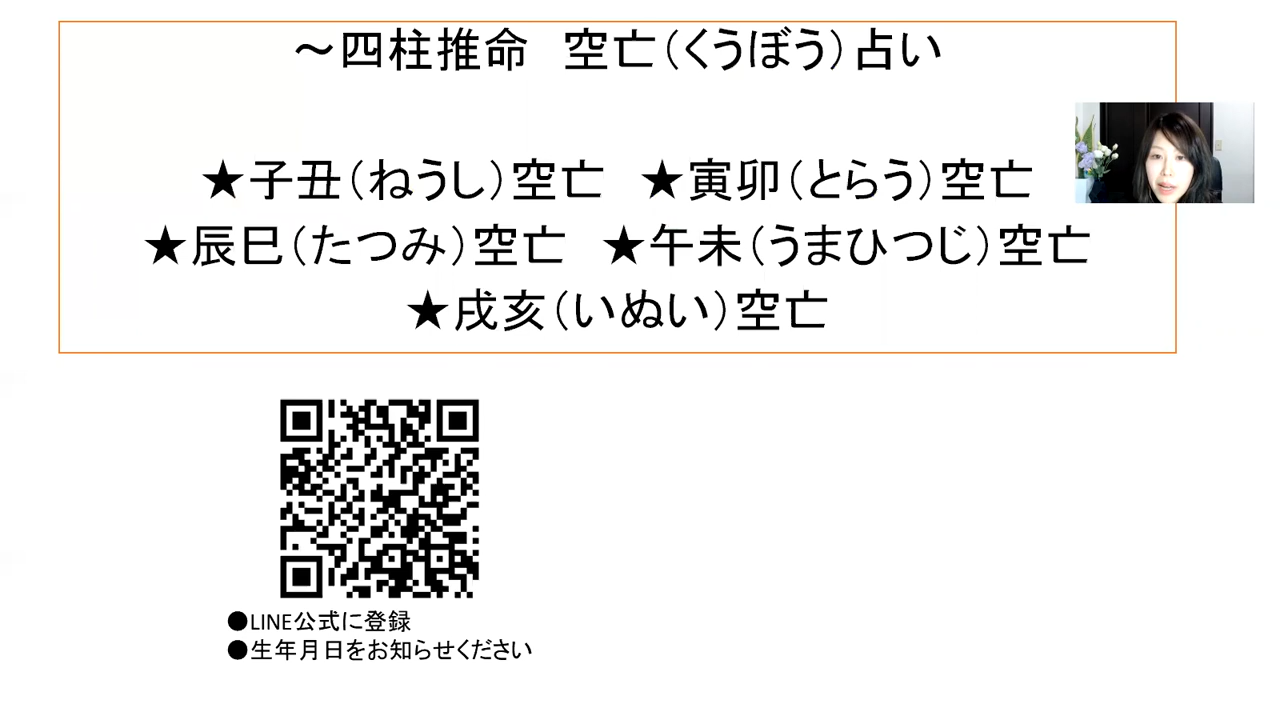 ～四柱推命　空亡（くうぼう）占い
★子丑（ねうし）空亡　★寅卯（とらう）空亡
★辰巳（たつみ）空亡　★午未（うまひつじ）空亡
★戌亥（いぬい）空亡
●LINE公式に登録
●生年月日をお知らせください